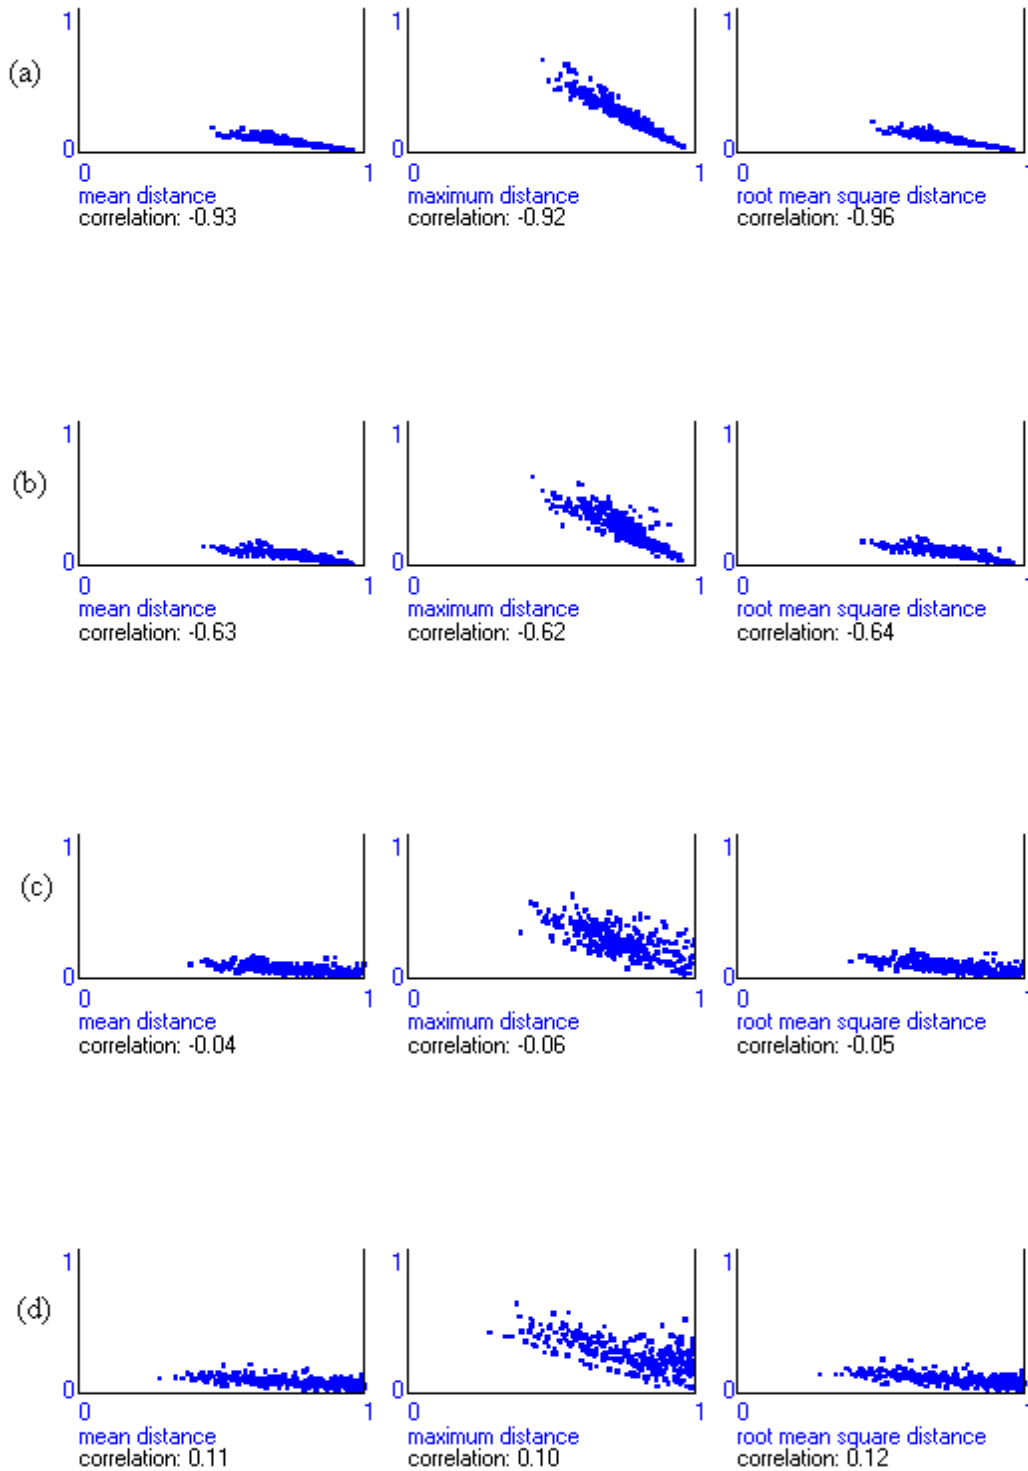 (a)
1
0
0 1
mean distance
correlation: -0.93
1
0
0 1
maximum distance
correlation: -0.92
1
0
0 1
root mean square distance
correlation: -0.96
(b)
1
0
0 1
mean distance
correlation: -0.63
1
0
0 1
maximum distance
correlation: -0.62
1
0
0 1
root mean square distance
correlation: -0.64
(c)
1
0
0 1
mean distance
correlation: -0.04
1
0
0 1
maximum distance
correlation: -0.06
1
0
0 1
root mean square distance
correlation: -0.05
(d)
1
0
0 1
mean distance
correlation: 0.11
1
0
0 1
maximum distance
correlation: 0.10
1
0
0 1
root mean square distance
correlation: 0.12